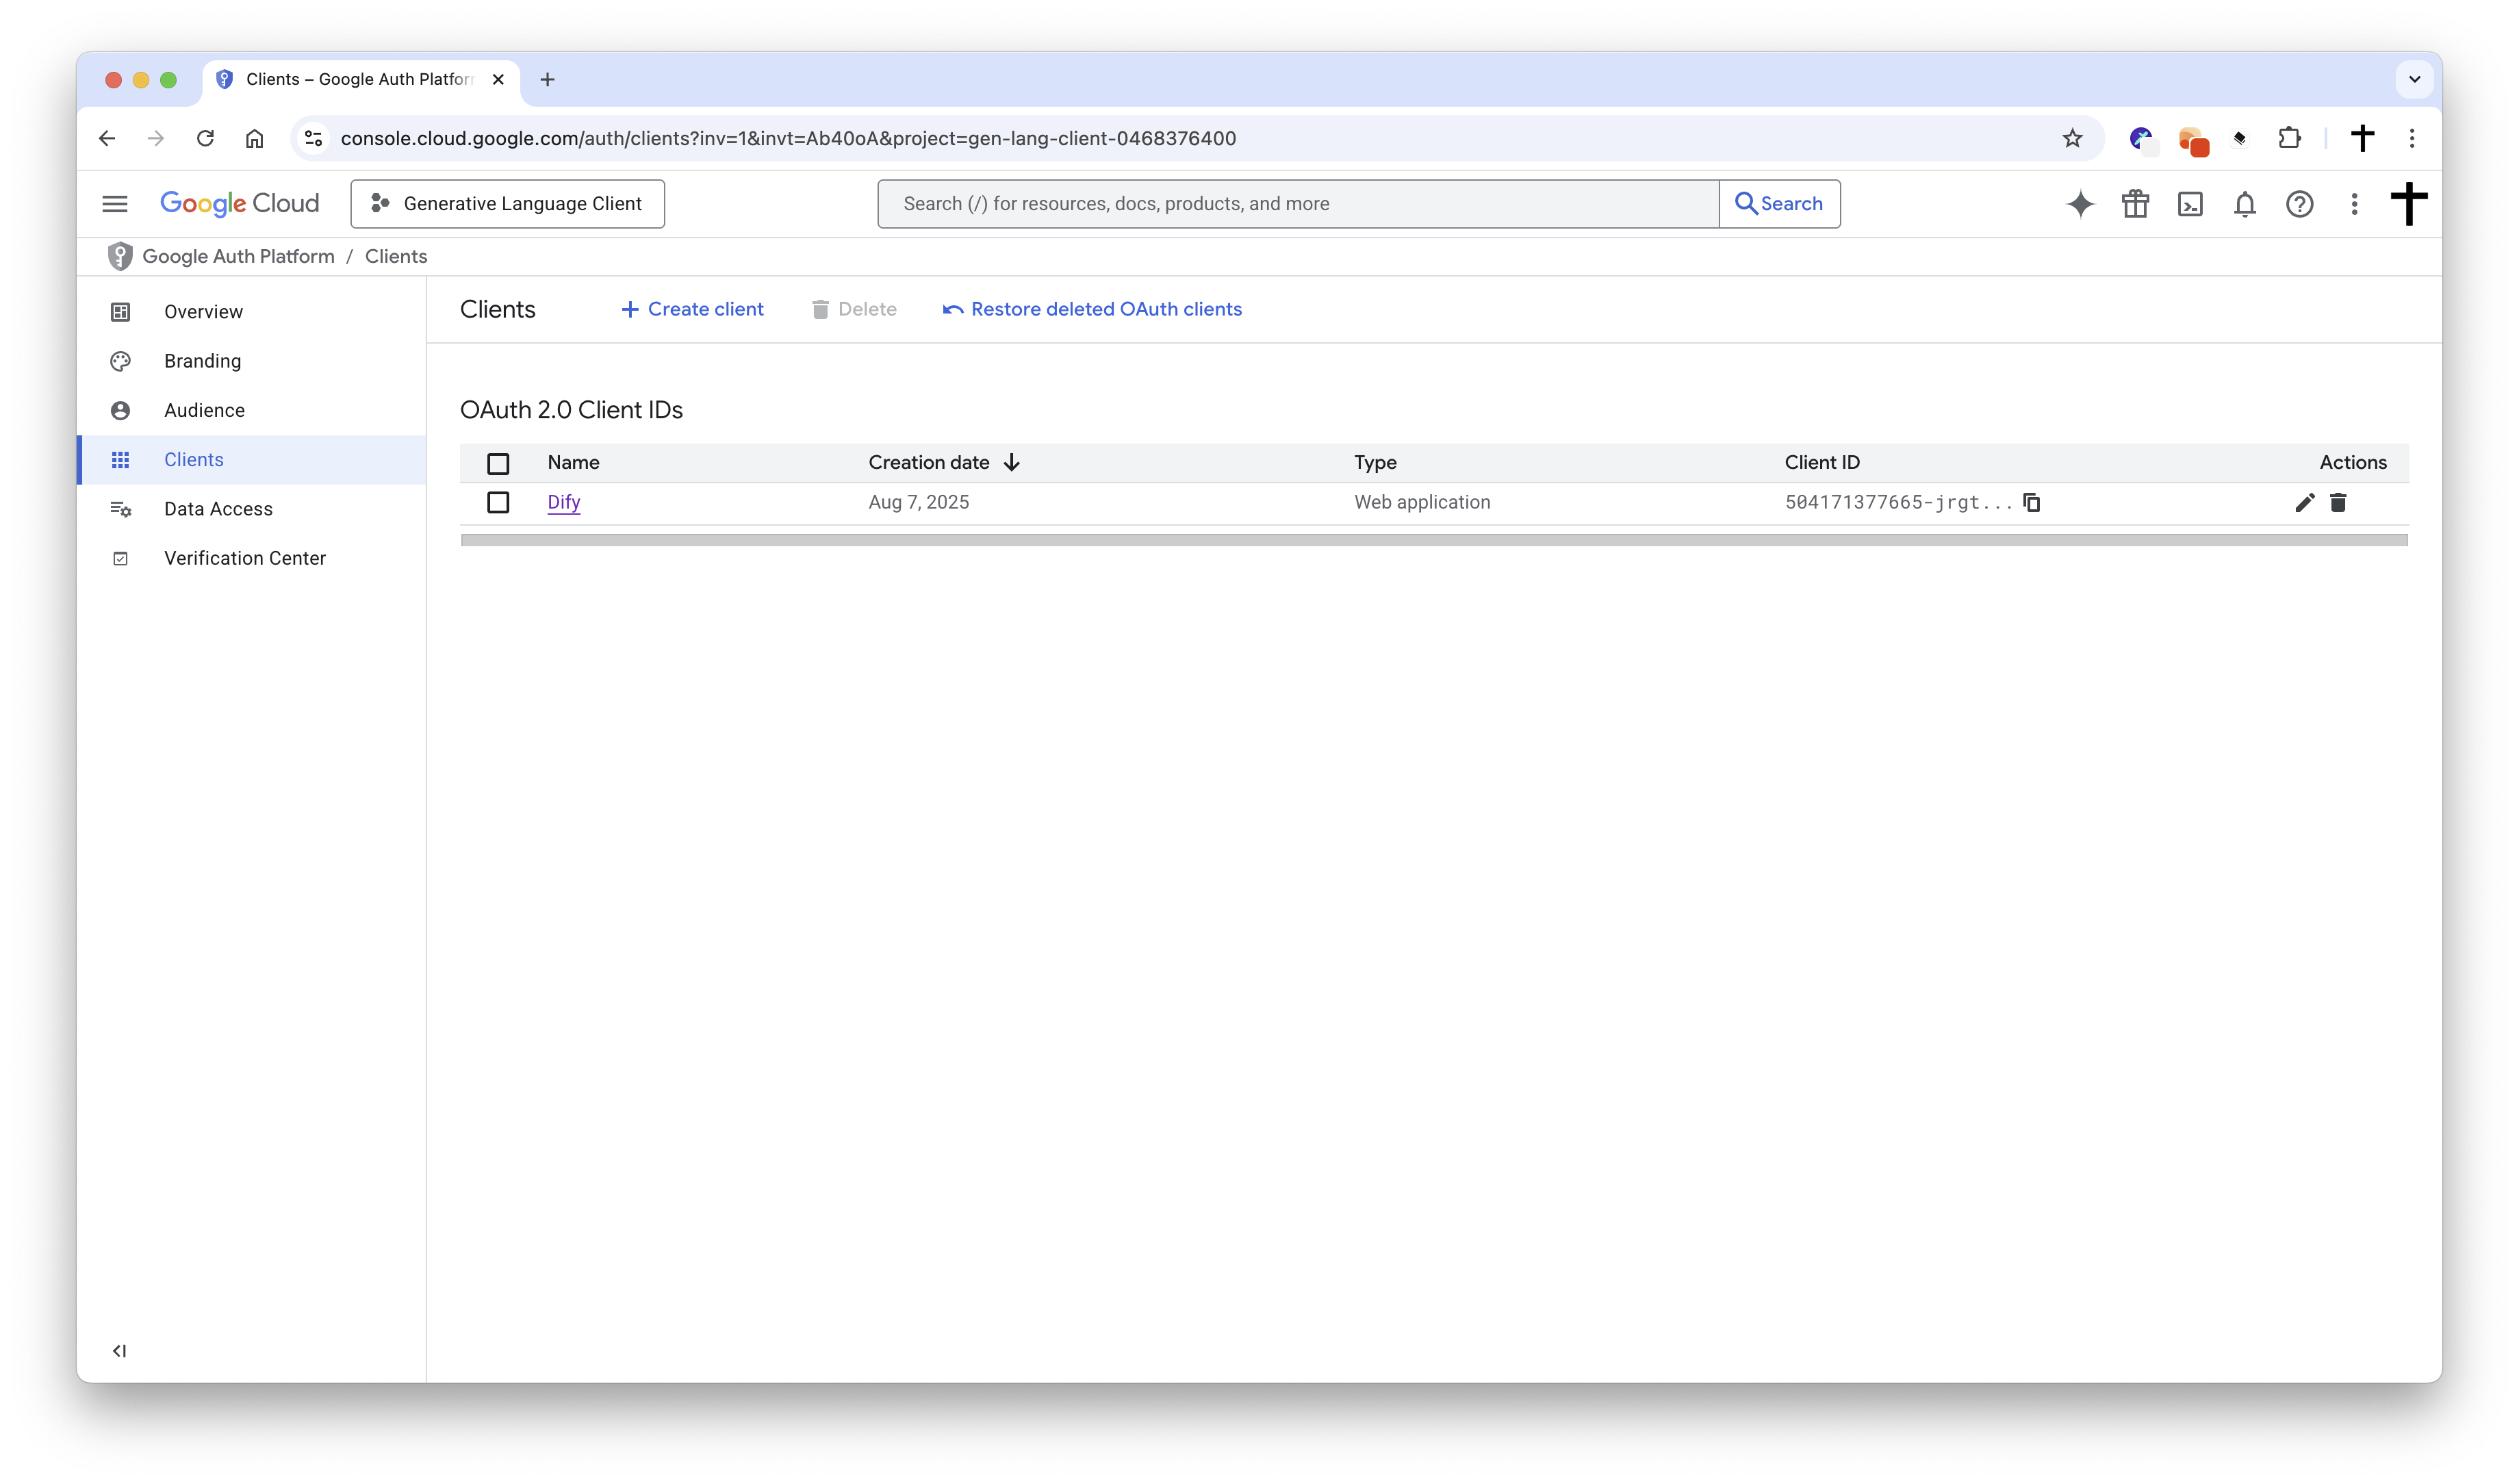 Clients – Google Auth Platform
console.cloud.google.com/auth/clients?inv=1&invt=Ab40oA&project=gen-lang-client-0468376400
Google Cloud
Generative Language Client
Search (/) for resources, docs, products, and more
Search
Google Auth Platform / Clients
Overview
Branding
Audience
Clients
Data Access
Verification Center
Clients
Create client
Delete
Restore deleted OAuth clients
OAuth 2.0 Client IDs
Name Creation date Type Client ID Actions
Dify Aug 7, 2025 Web application 504171377665-jrgt...